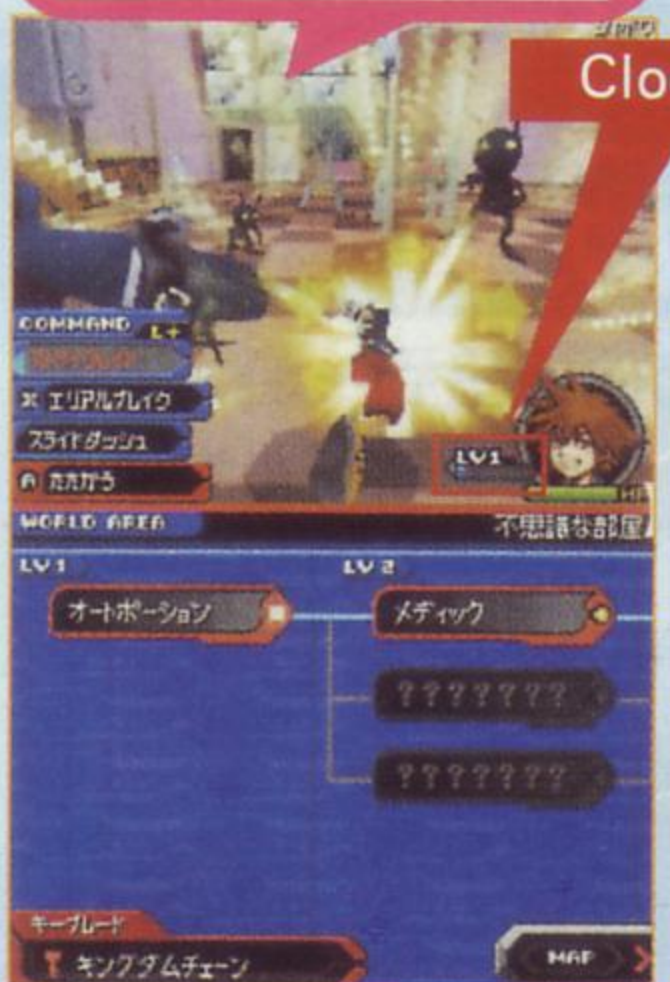 Clo
COMMAND L+
X エリアルブレイク
スライドダッシュ
A たたかう
LV1
HP
WORLD AREA
不思議な部屋
LV1 LV2
オートポーション メディック
???????
???????
キーブレード
キングダムチェーン
MAP